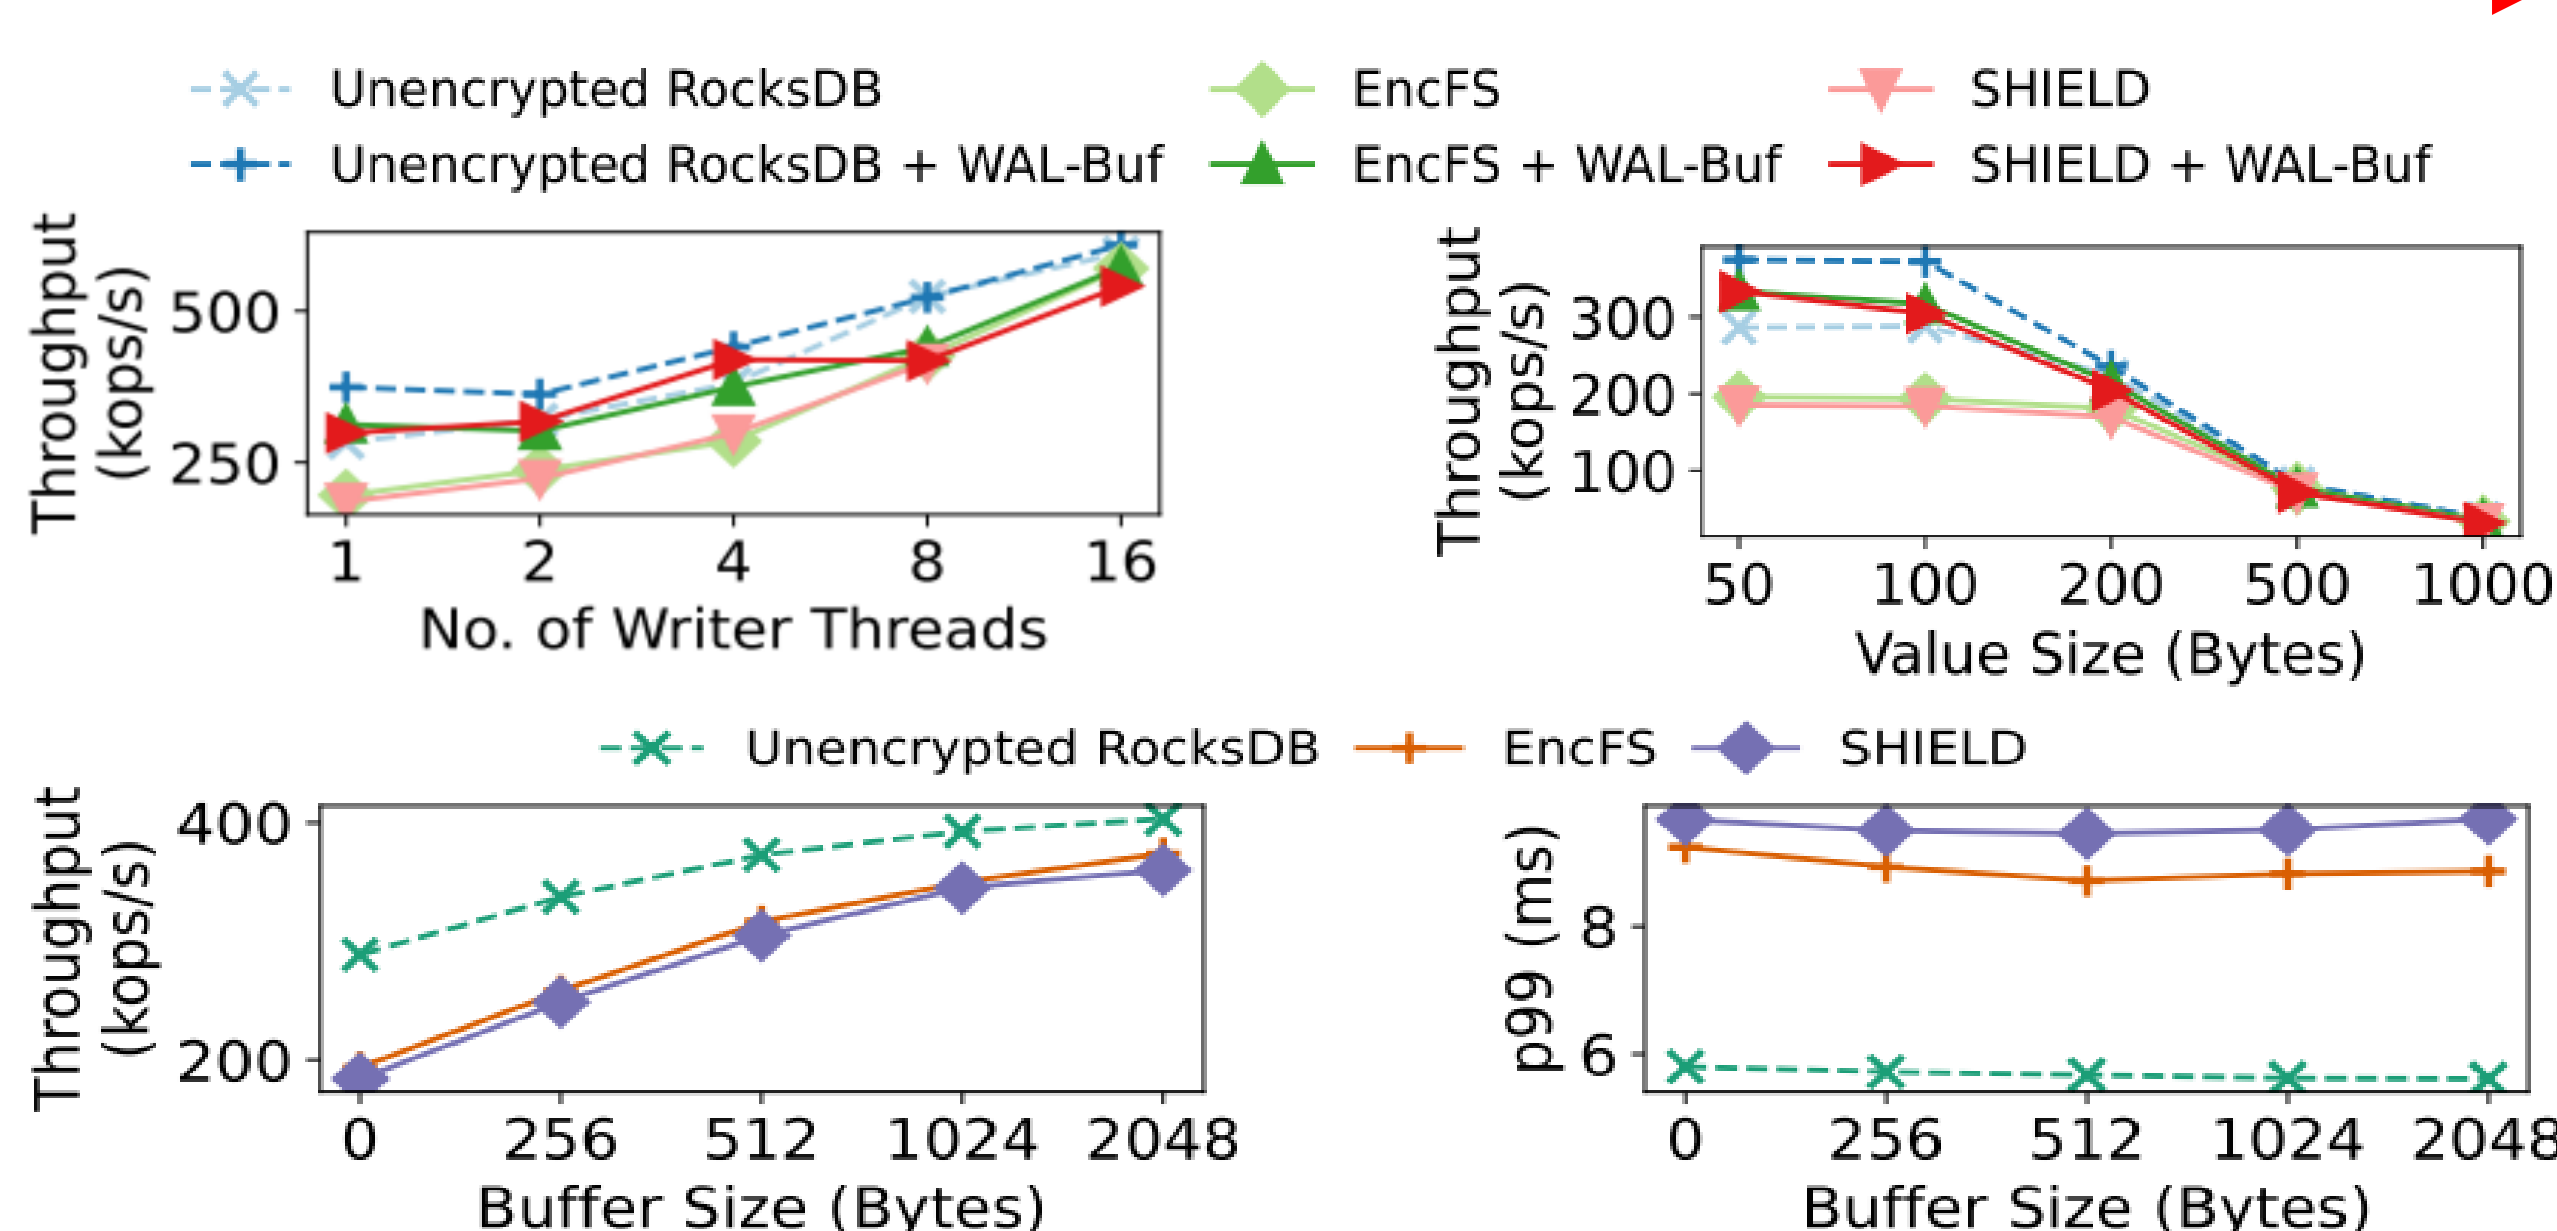 Unencrypted RocksDB EncFS SHIELD
Unencrypted RocksDB + WAL-Buf EncFS + WAL-Buf SHIELD + WAL-Buf
Throughput
(kops/s)
500
250
1 2 4 8 16
No. of Writer Threads
Throughput
(kops/s)
300
200
100
50 100 200 500 1000
Value Size (Bytes)
Unencrypted RocksDB EncFS SHIELD
Throughput
(kops/s)
400
200
0 256 512 1024 2048
Buffer Size (Bytes)
p99 (ms)
8
6
0 256 512 1024 2048
Buffer Size (Bytes)